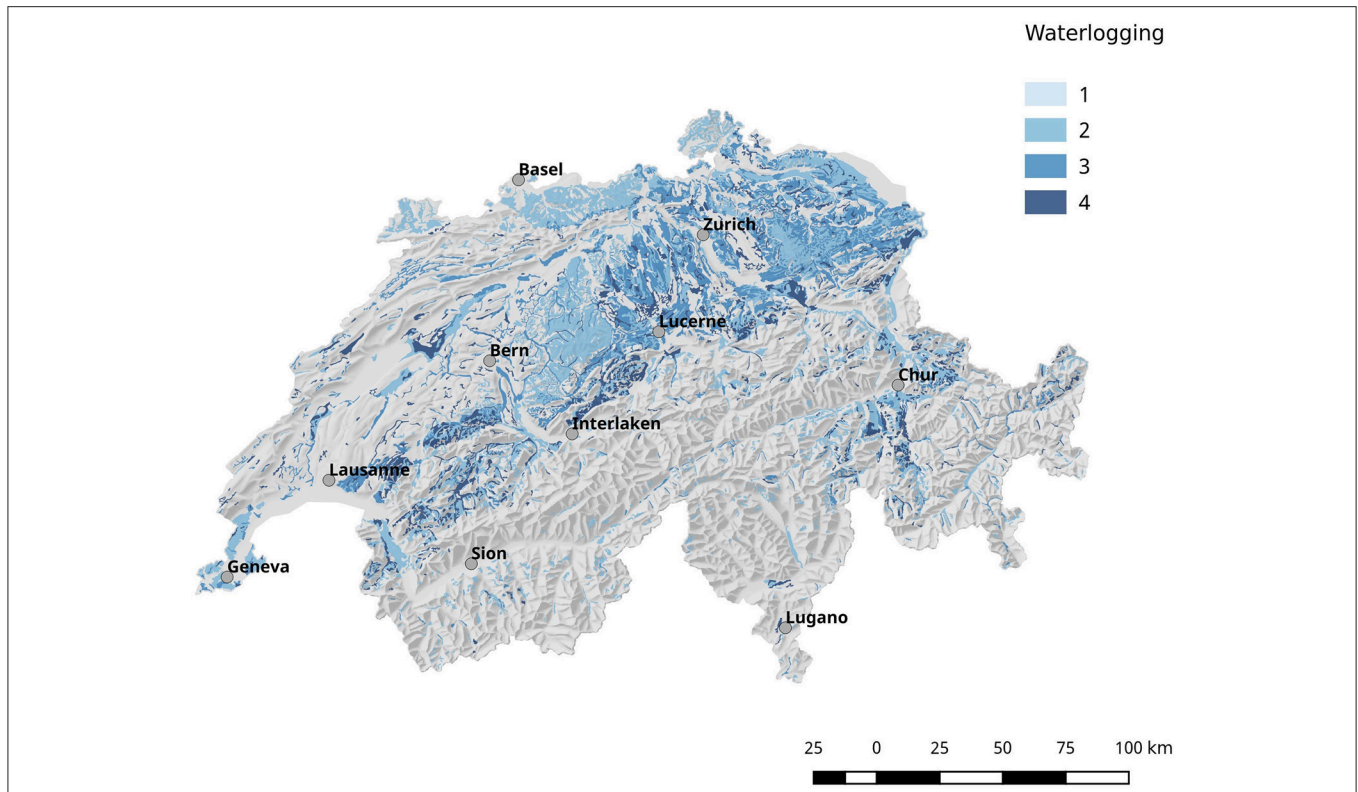 Waterlogging
1
2
3
4
Basel
Zurich
Lucerne
Bern
Chur
Interlaken
Lausanne
Sion
Geneva
Lugano
25 0 25 50 75 100 km